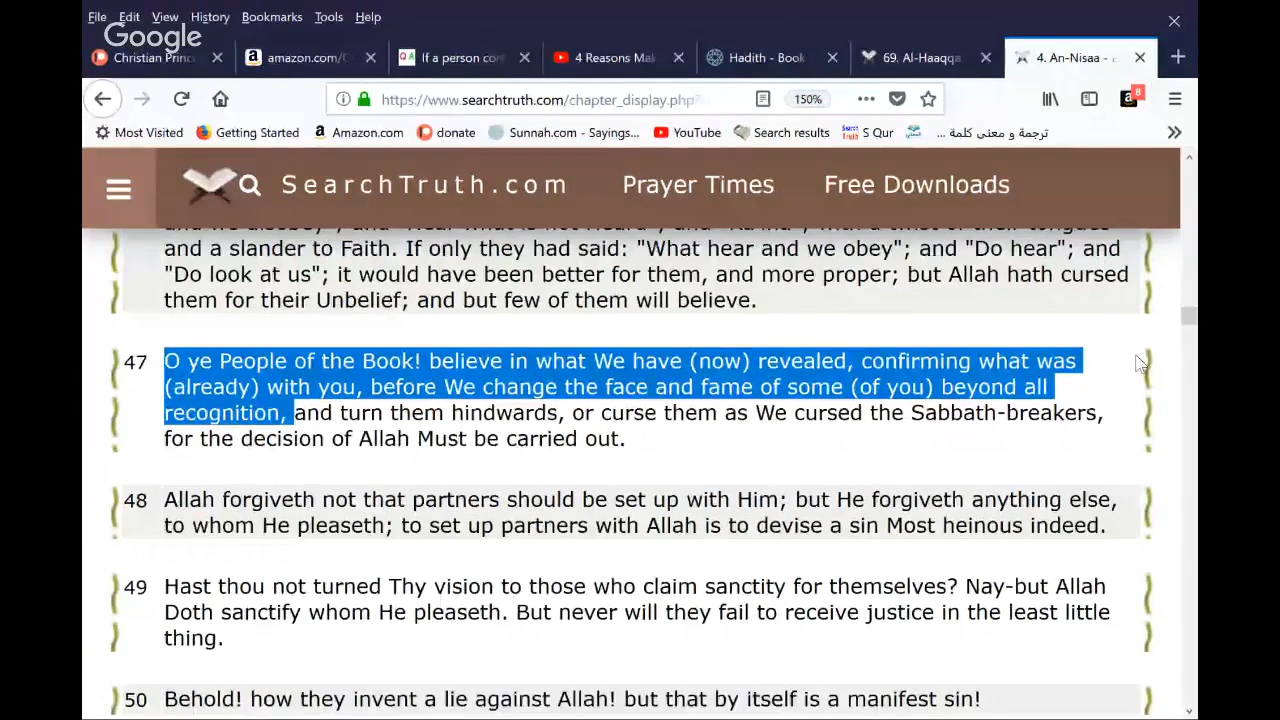 File Edit View History Bookmarks Tools Help
Google
Christian Princ
amazon.com/
If a person con
4 Reasons Mak
Hadith - Book
69. Al-Haaqqa
4. An-Nisaa -
https://www.searchtruth.com/chapter_display.php?
150%
8
Most Visited Getting Started Amazon.com donate Sunnah.com - Sayings... YouTube Search results S Qur ترجمة و معنى كلمة ...
SearchTruth.com Prayer Times Free Downloads
and a slander to Faith. If only they had said: "What hear and we obey"; and "Do hear"; and
"Do look at us"; it would have been better for them, and more proper; but Allah hath cursed
them for their Unbelief; and but few of them will believe.
47 O ye People of the Book! believe in what We have (now) revealed, confirming what was
(already) with you, before We change the face and fame of some (of you) beyond all
recognition, and turn them hindwards, or curse them as We cursed the Sabbath-breakers,
for the decision of Allah Must be carried out.
48 Allah forgiveth not that partners should be set up with Him; but He forgiveth anything else,
to whom He pleaseth; to set up partners with Allah is to devise a sin Most heinous indeed.
49 Hast thou not turned Thy vision to those who claim sanctity for themselves? Nay-but Allah
Doth sanctify whom He pleaseth. But never will they fail to receive justice in the least little
thing.
50 Behold! how they invent a lie against Allah! but that by itself is a manifest sin!